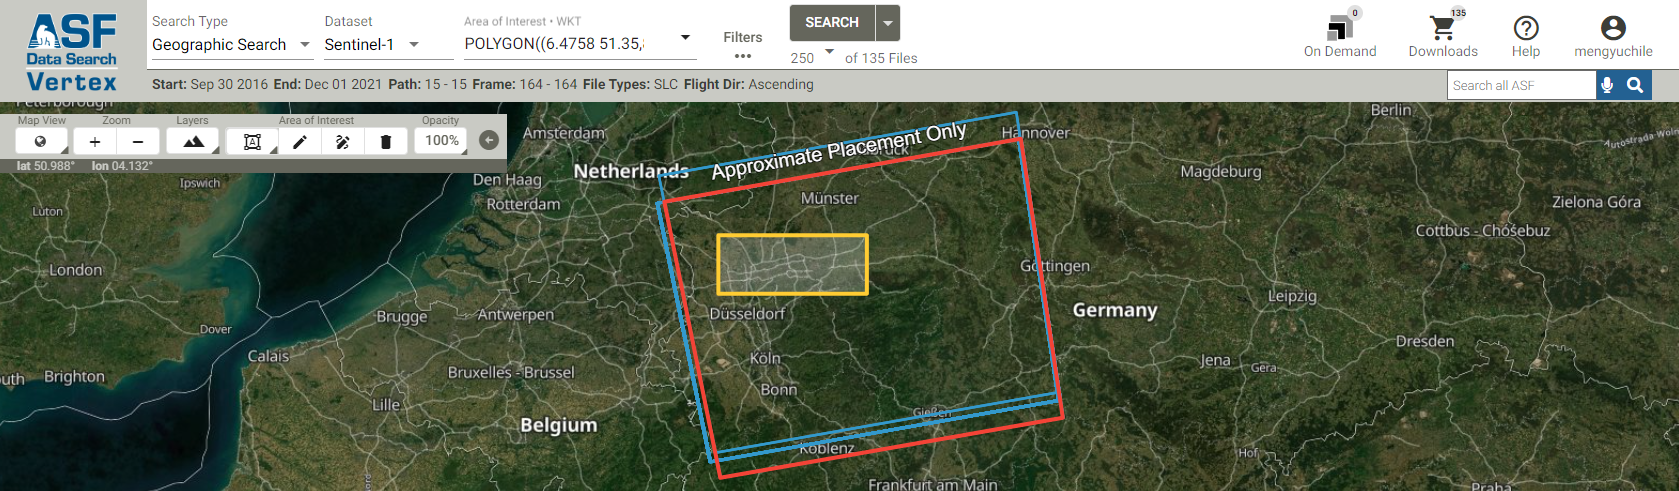 ASF
Data Search
Vertex
Search Type
Geographic Search
Dataset
Sentinel-1
Area of Interest • WKT
POLYGON((6.4758 51.35,
Filters
•••
SEARCH
250 of 135 Files
0
On Demand
135
Downloads
Help
mengyuchile
Start: Sep 30 2016 End: Dec 01 2021 Path: 15 - 15 Frame: 164 - 164 File Types: SLC Flight Dir: Ascending
Search all ASF
Peterborough
Map View
Zoom
Layers
Area of Interest
Opacity
100%
lat 50.988° lon 04.132°
Approximate Placement Only
Amsterdam
Hannover
Berlin
Autostrada Woln
Netherlands
Ipswich
Den Haag
Rotterdam
Münster
Magdeburg
Zielona Góra
Luton
Cottbus - Chóśebuz
London
Göttingen
Leipzig
Germany
Dover
Brugge
Antwerpen
Düsseldorf
Dresden
Calais
Köln
Jena
Gera
outh
Brighton
Bruxelles - Brussel
Bonn
Lille
Gießen
Belgium
Koblenz
Hof
Frankfurt am Main
Praha